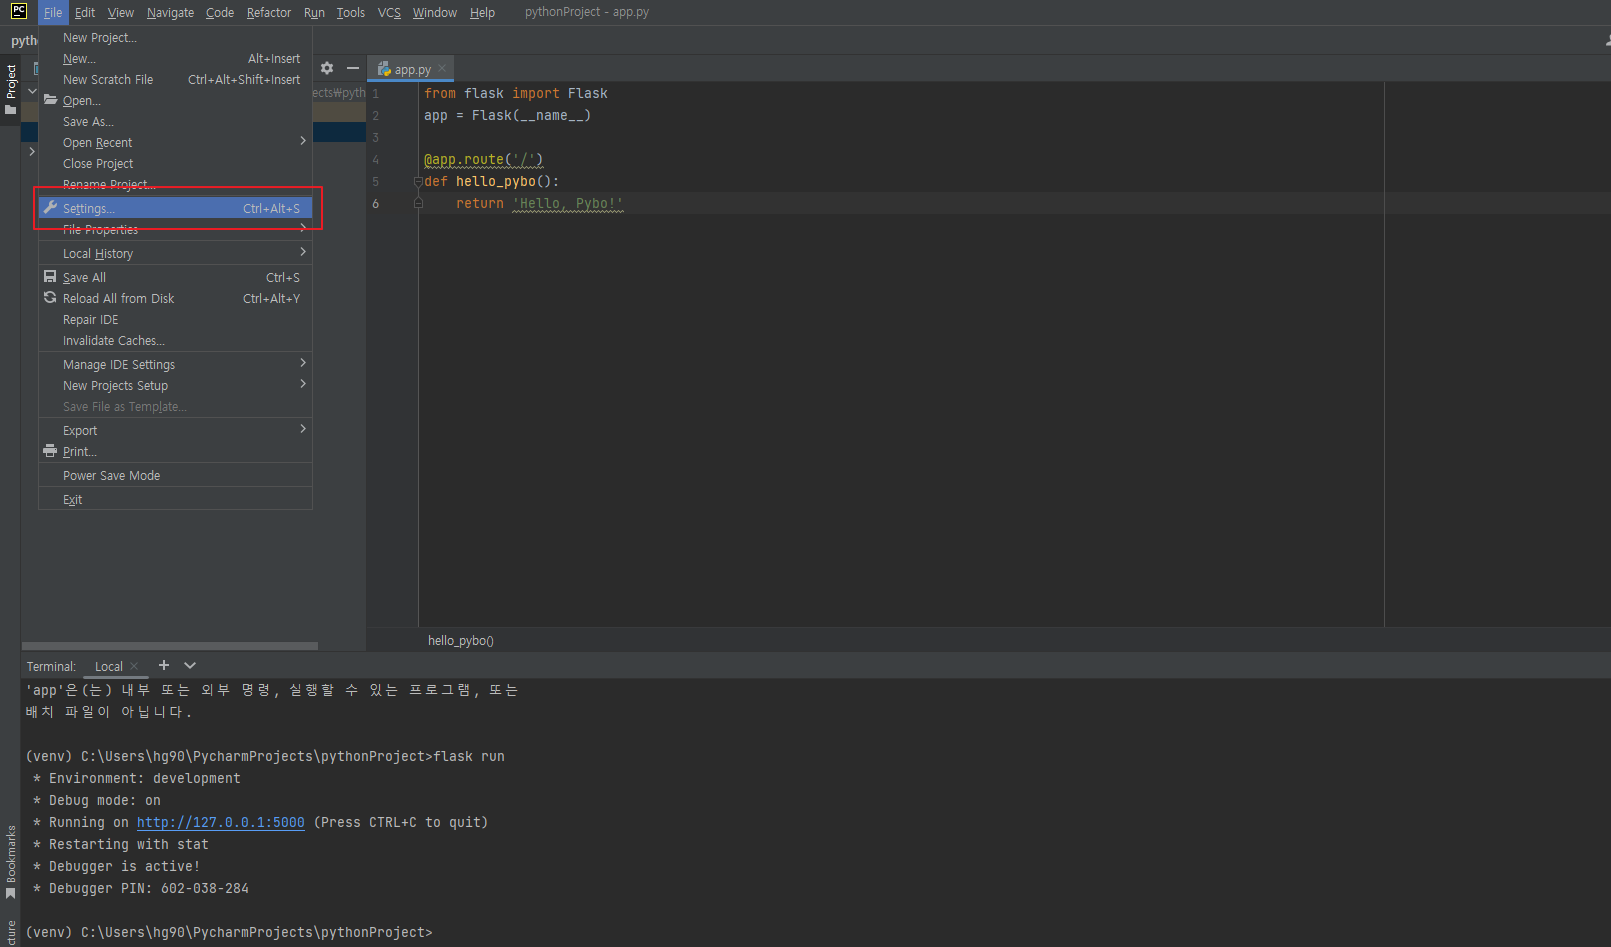 PC File Edit View Navigate Code Refactor Run Tools VCS Window Help pythonProject - app.py
pyth
Project
New Project...
New... Alt+Insert
New Scratch File Ctrl+Alt+Shift+Insert
Open...
Save As...
Open Recent
Close Project
Rename Project...
Settings... Ctrl+Alt+S
File Properties
Local History
Save All Ctrl+S
Reload All from Disk Ctrl+Alt+Y
Repair IDE
Invalidate Caches...
Manage IDE Settings
New Projects Setup
Save File as Template...
Export
Print...
Power Save Mode
Exit
ects₩pyth
app.py
1 from flask import Flask
2 app = Flask(__name__)
3
4 @app.route('/')
5 def hello_pybo():
6 return 'Hello, Pybo!'
hello_pybo()
Terminal: Local
'app'은(는) 내부 또는 외부 명령, 실행할 수 있는 프로그램, 또는
배치 파일이 아닙니다.
(venv) C:\Users\hg90\PycharmProjects\pythonProject>flask run
* Environment: development
* Debug mode: on
* Running on http://127.0.0.1:5000 (Press CTRL+C to quit)
* Restarting with stat
* Debugger is active!
* Debugger PIN: 602-038-284
(venv) C:\Users\hg90\PycharmProjects\pythonProject>
Bookmarks
cture